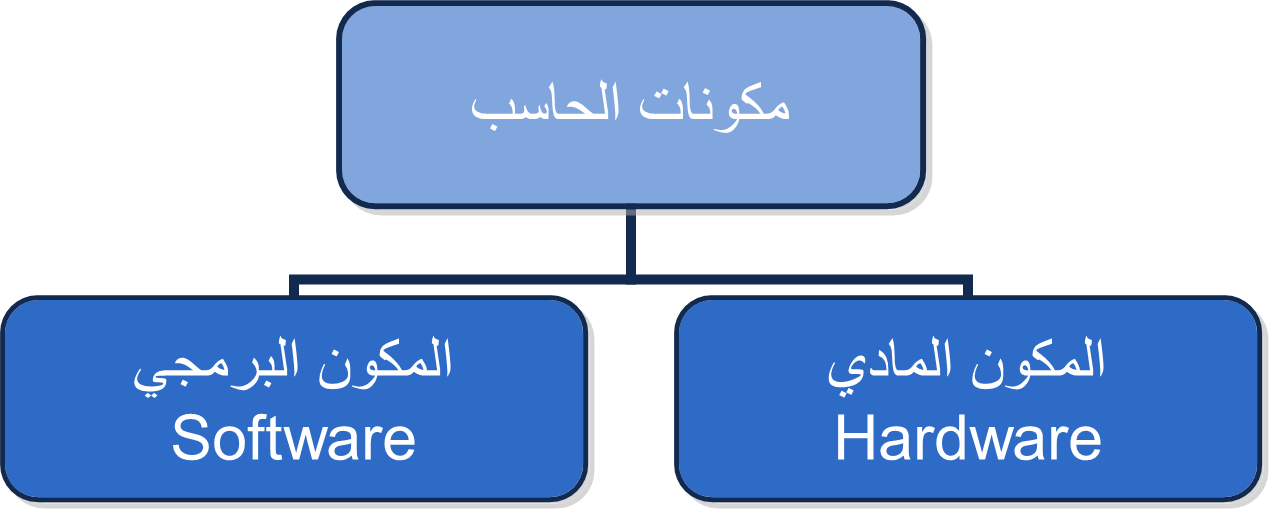 مكونات الحاسب
المكون المادي
Hardware
المكون البرمجي
Software